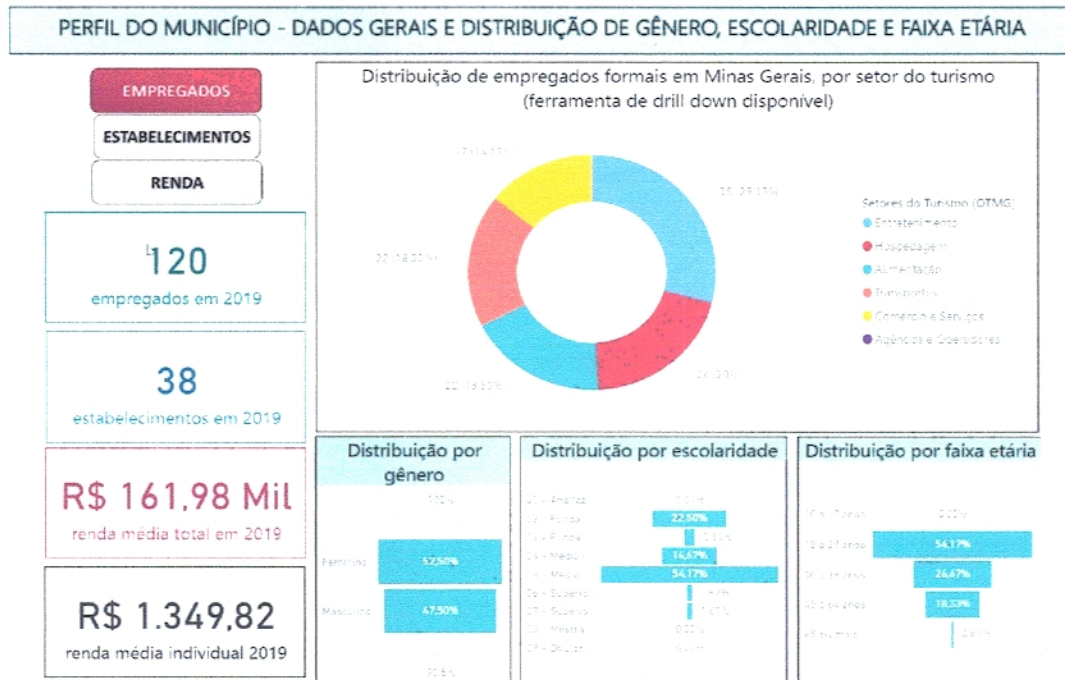 PERFIL DO MUNICÍPIO - DADOS GERAIS E DISTRIBUIÇÃO DE GÊNERO, ESCOLARIDADE E FAIXA ETÁRIA
EMPREGADOS
ESTABELECIMENTOS
RENDA
120
empregados em 2019
38
estabelecimentos em 2019
R$ 161,98 Mil
renda média total em 2019
R$ 1.349,82
renda média individual 2019
Distribuição de empregados formais em Minas Gerais, por setor do turismo
(ferramenta de drill down disponível)
Setores do Turismo (OTMG)
Entretenimento
Hospedagem
Alimentação
Transportes
Comércio e Serviços
Agências e Operadores
Distribuição por
gênero
100%
Feminino 52,50%
Masculino 47,50%
Distribuição por escolaridade
22,50%
16,67%
54,17%
Distribuição por faixa etária
54,17%
26,67%
18,33%